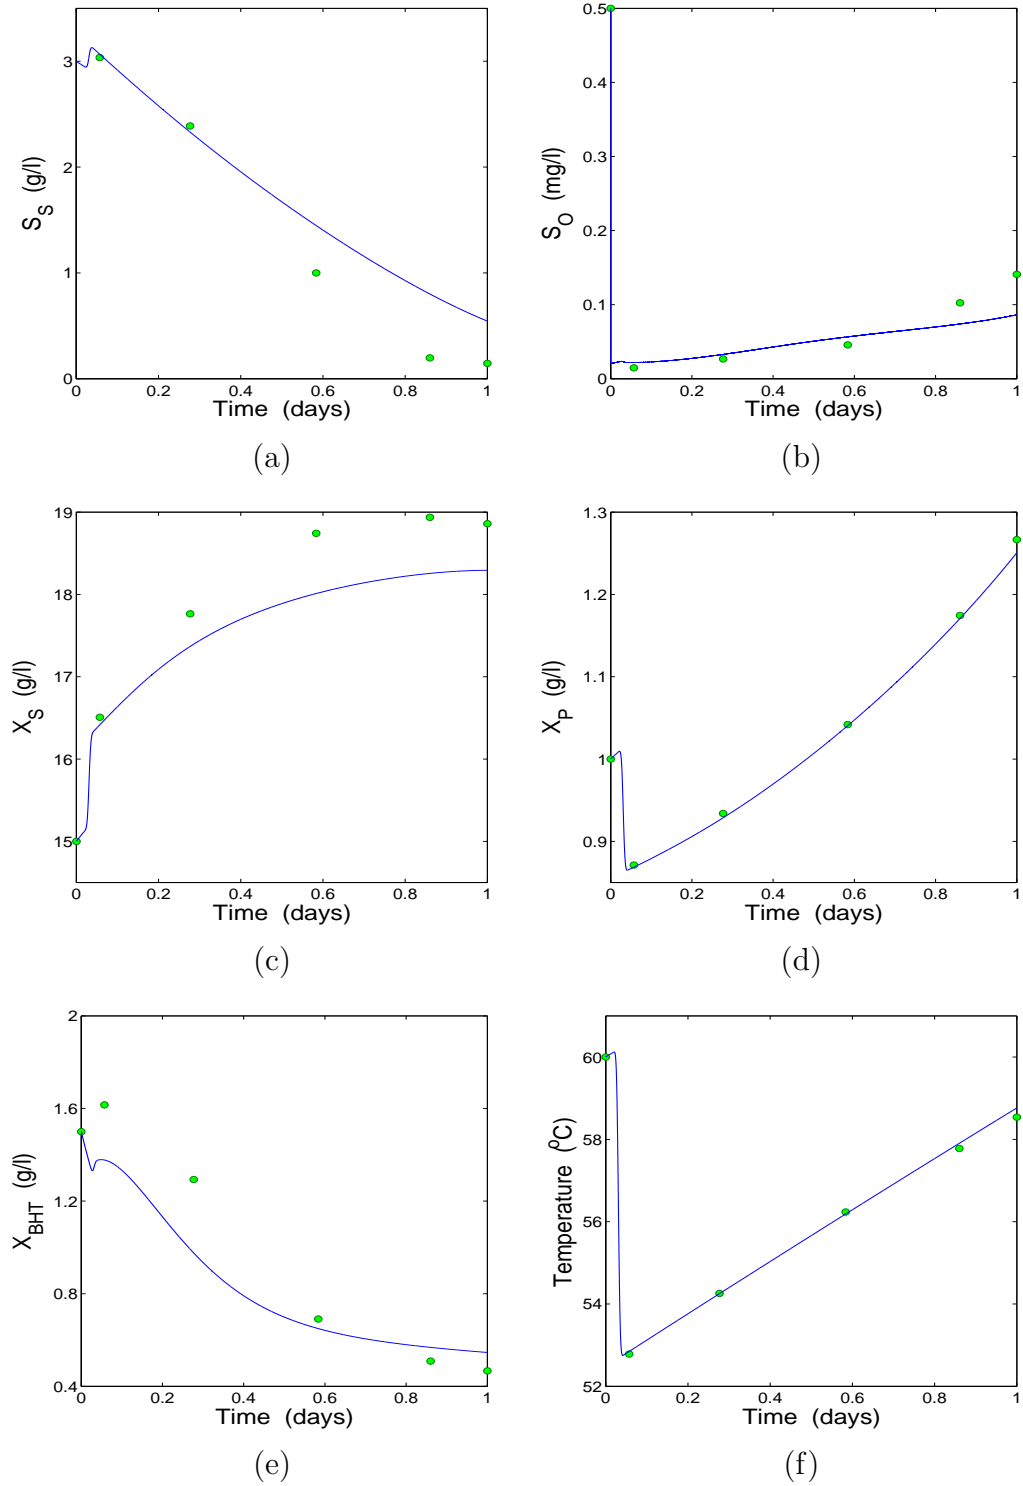 3
2
1
0
S_S (g/l)
0 0.2 0.4 0.6 0.8 1
Time (days)
(a)
0.5
0.4
0.3
0.2
0.1
0
S_O (mg/l)
0 0.2 0.4 0.6 0.8 1
Time (days)
(b)
19
18
17
16
15
X_S (g/l)
0 0.2 0.4 0.6 0.8 1
Time (days)
(c)
1.3
1.2
1.1
1
0.9
X_P (g/l)
0 0.2 0.4 0.6 0.8 1
Time (days)
(d)
2
1.6
1.2
0.8
0.4
X_BHT (g/l)
0 0.2 0.4 0.6 0.8 1
Time (days)
(e)
60
58
56
54
52
Temperature (⁰C)
0 0.2 0.4 0.6 0.8 1
Time (days)
(f)